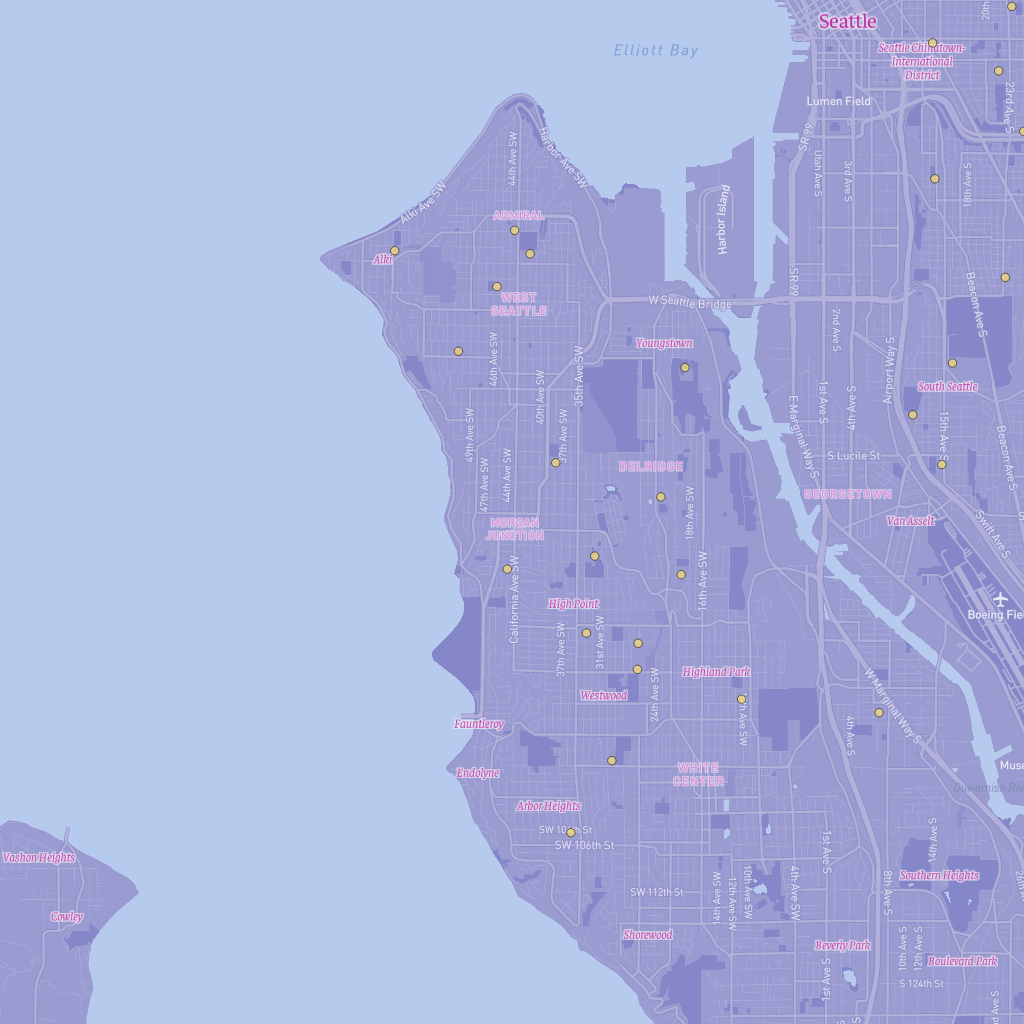 Seattle
20th
Elliott Bay
Seattle Chinatown-
International
District
23rd Ave S
Lumen Field
SR 99
Utah Ave S
3rd Ave S
18th Ave S
44th Ave SW
Harbor Ave SW
Alki Ave SW
ADMIRAL
Harbor Island
Alki
SR 99
WEST
SEATTLE
W Seattle Bridge
Beacon Ave S
2nd Ave S
Youngstown
46th Ave SW
35th Ave SW
Airport Way S
South Seattle
40th Ave SW
1st Ave S
4th Ave S
E Marginal Way S
49th Ave SW
37th Ave SW
15th Ave S
Beacon Ave S
S Lucile St
DELRIDGE
47th Ave SW
44th Ave SW
GEORGETOWN
18th Ave SW
Van Asselt
Swift Ave S
MORGAN
JUNCTION
16th Ave SW
California Ave SW
High Point
Boeing Fie
37th Ave SW
31st Ave SW
Highland Park
24th Ave SW
Westwood
W Marginal Way S
Fauntleroy
4th Ave S
Endolyne
WHITE
CENTER
Muse
Duwamish Riv
Arbor Heights
SW 104th St
SW 106th St
1st Ave S
14th Ave S
Vashon Heights
Southern Heights
14th Ave SW
12th Ave SW
10th Ave SW
4th Ave SW
8th Ave S
SW 112th St
Cowley
Shorewood
Beverly Park
10th Ave S
12th Ave S
Boulevard Park
1st Ave S
S 124th St